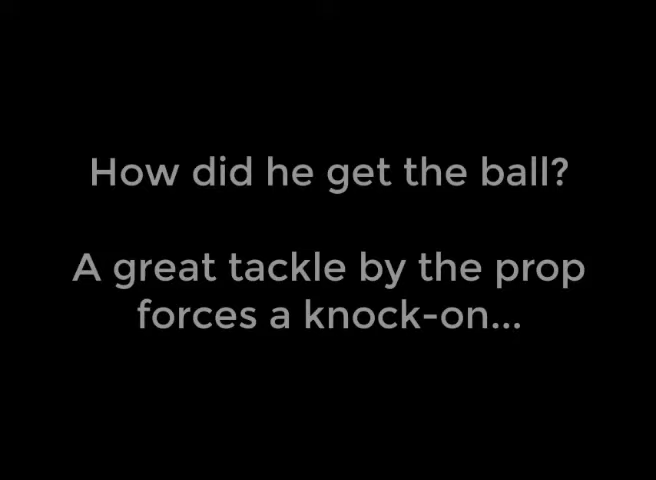 How did he get the ball?
A great tackle by the prop
forces a knock-on...